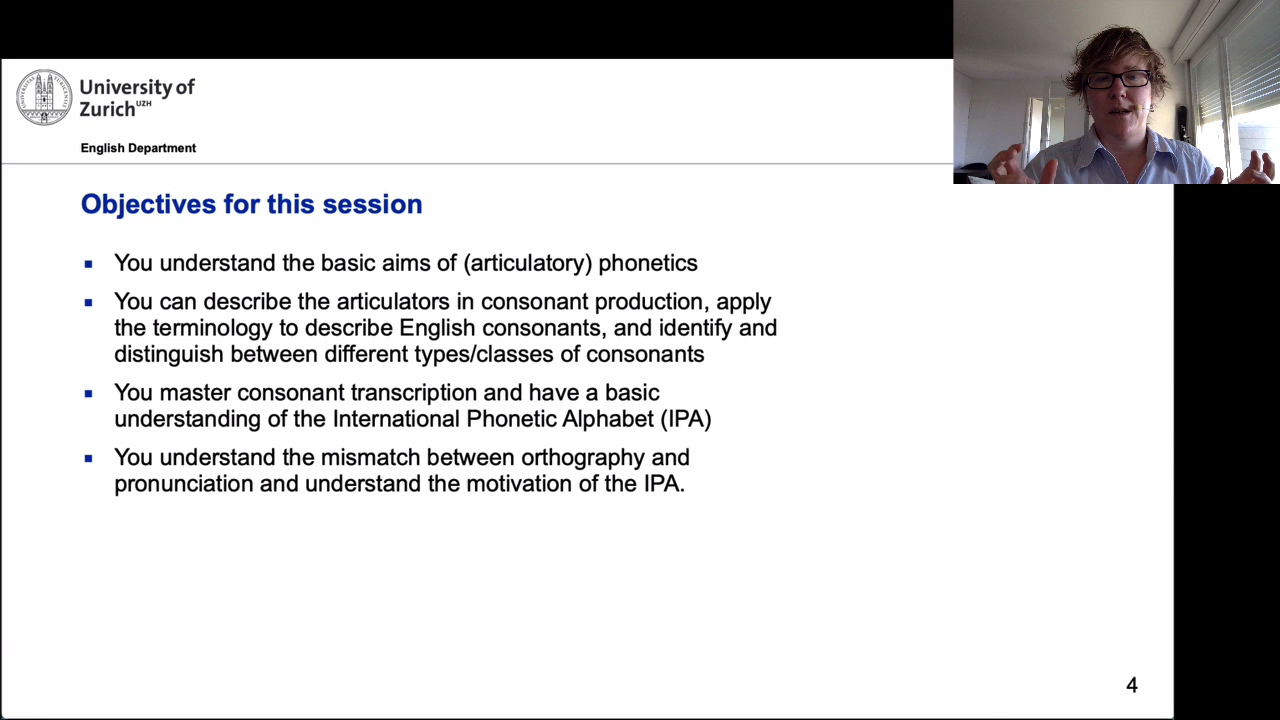 University of
Zurich UZH
English Department
Objectives for this session
▪ You understand the basic aims of (articulatory) phonetics
▪ You can describe the articulators in consonant production, apply
the terminology to describe English consonants, and identify and
distinguish between different types/classes of consonants
▪ You master consonant transcription and have a basic
understanding of the International Phonetic Alphabet (IPA)
▪ You understand the mismatch between orthography and
pronunciation and understand the motivation of the IPA.
4